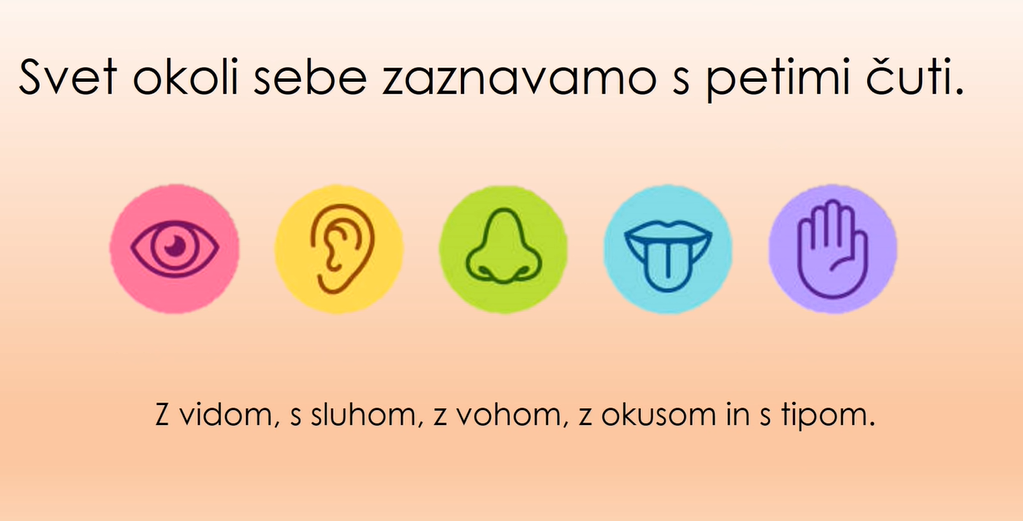 Svet okoli sebe zaznavamo s petimi čuti.
Z vidom, s sluhom, z vohom, z okusom in s tipom.